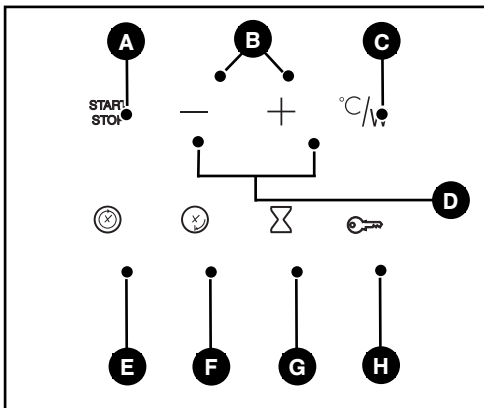 A B C
START
STOP
− + °C/W
D
E F G H